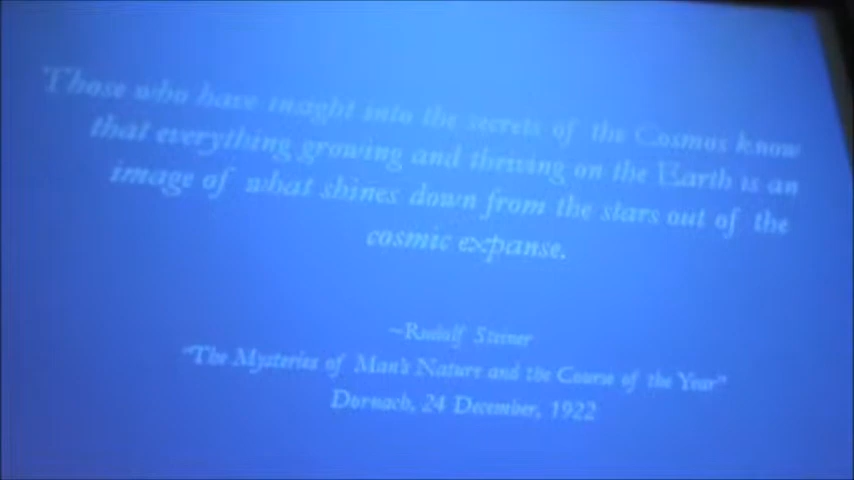 Those who have insight into the secrets of the Cosmos know
that everything growing and thriving on the Earth is an
image of what shines down from the stars out of the
cosmic expanse.
~Rudolf Steiner
"The Mysteries of Man's Nature and the Course of the Year"
Dornach, 24 December, 1922